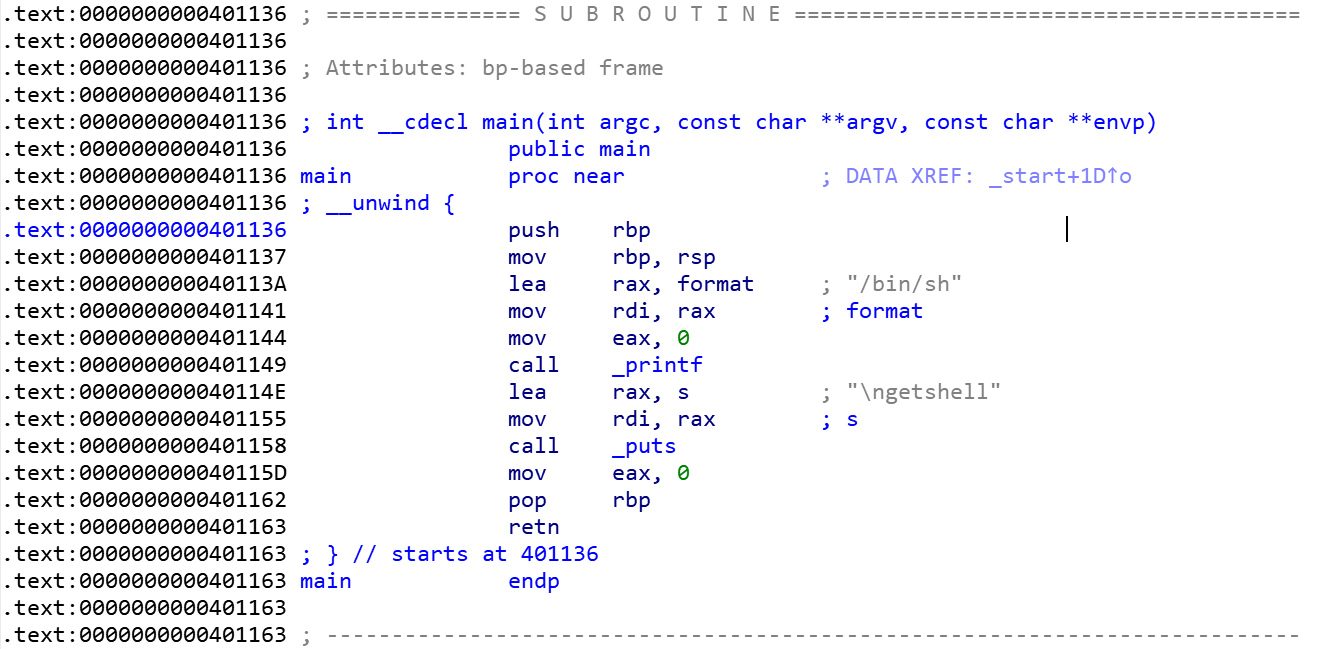 .text:0000000000401136 ; =============== S U B R O U T I N E =======================================
.text:0000000000401136
.text:0000000000401136 ; Attributes: bp-based frame
.text:0000000000401136
.text:0000000000401136 ; int __cdecl main(int argc, const char **argv, const char **envp)
.text:0000000000401136                 public main
.text:0000000000401136 main            proc near               ; DATA XREF: _start+1D↑o
.text:0000000000401136 ; __unwind {
.text:0000000000401136                 push    rbp
.text:0000000000401137                 mov     rbp, rsp
.text:000000000040113A                 lea     rax, format     ; "/bin/sh"
.text:0000000000401141                 mov     rdi, rax        ; format
.text:0000000000401144                 mov     eax, 0
.text:0000000000401149                 call    _printf
.text:000000000040114E                 lea     rax, s          ; "\ngetshell"
.text:0000000000401155                 mov     rdi, rax        ; s
.text:0000000000401158                 call    _puts
.text:000000000040115D                 mov     eax, 0
.text:0000000000401162                 pop     rbp
.text:0000000000401163                 retn
.text:0000000000401163 ; } // starts at 401136
.text:0000000000401163 main            endp
.text:0000000000401163
.text:0000000000401163 ; ---------------------------------------------------------------------------